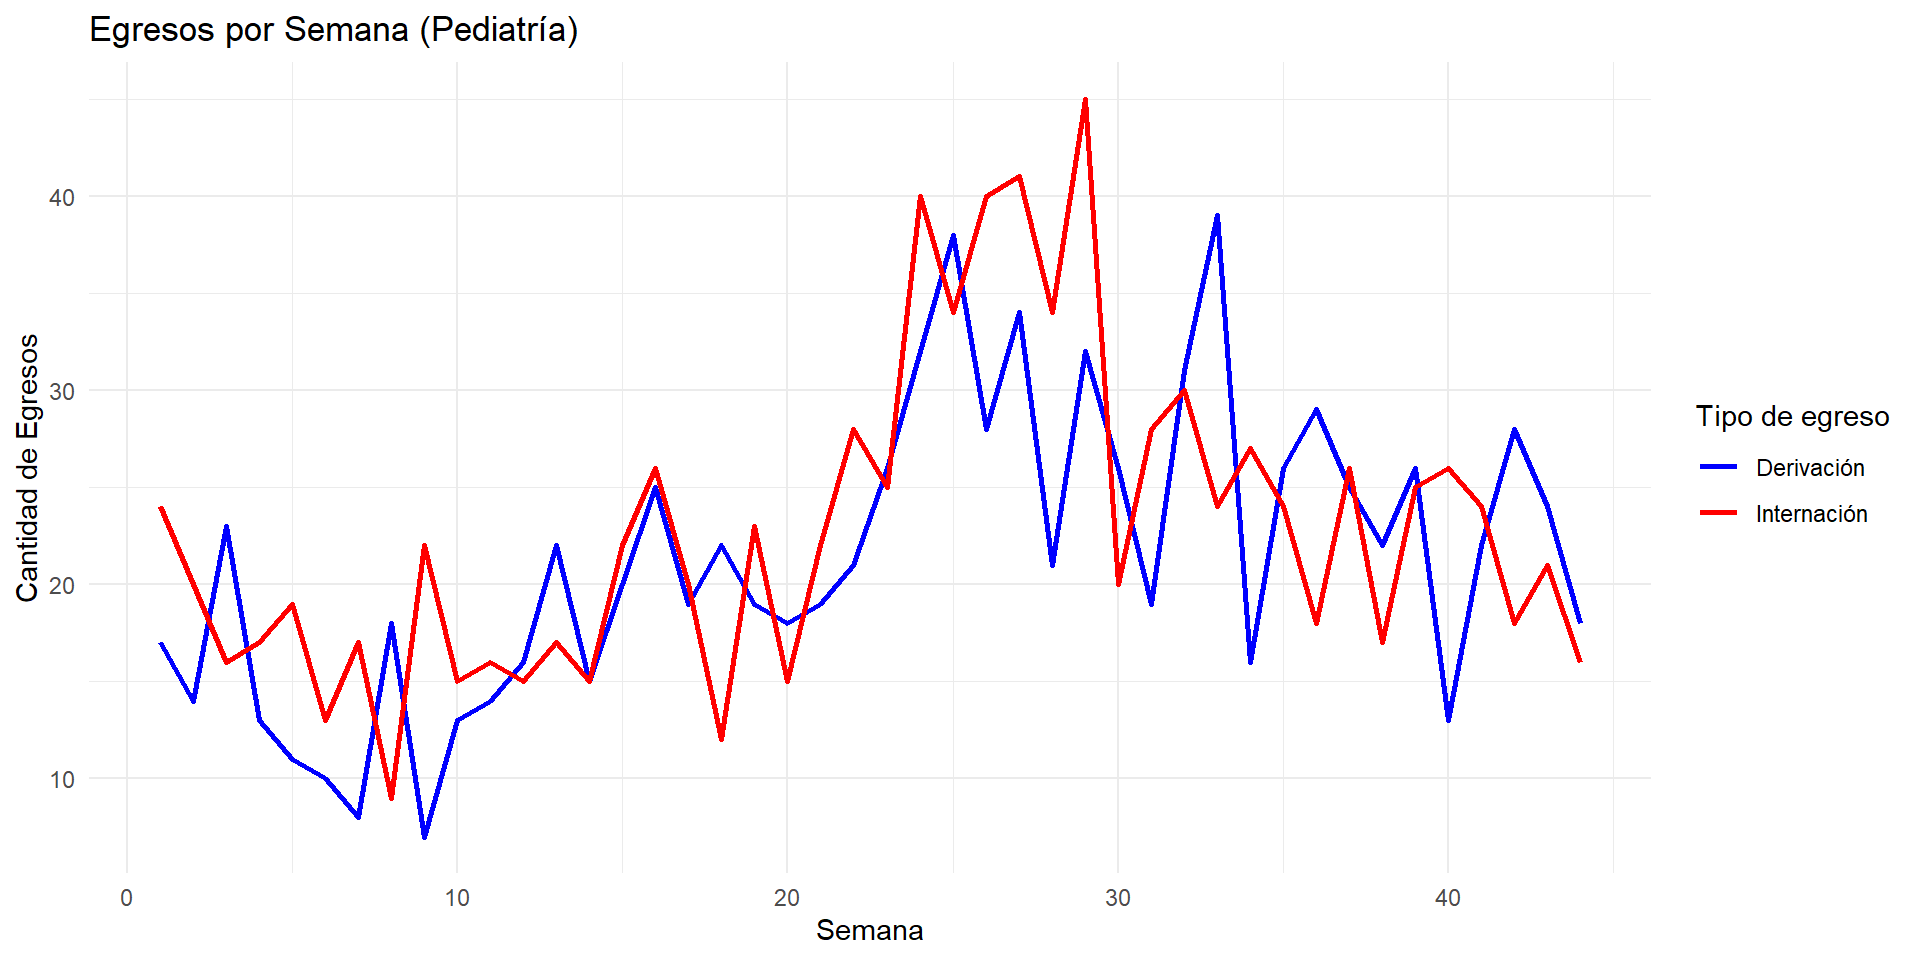 Egresos por Semana (Pediatría)
Cantidad de Egresos
40
30
20
10
0 10 20 30 40
Semana
Tipo de egreso
Derivación
Internación